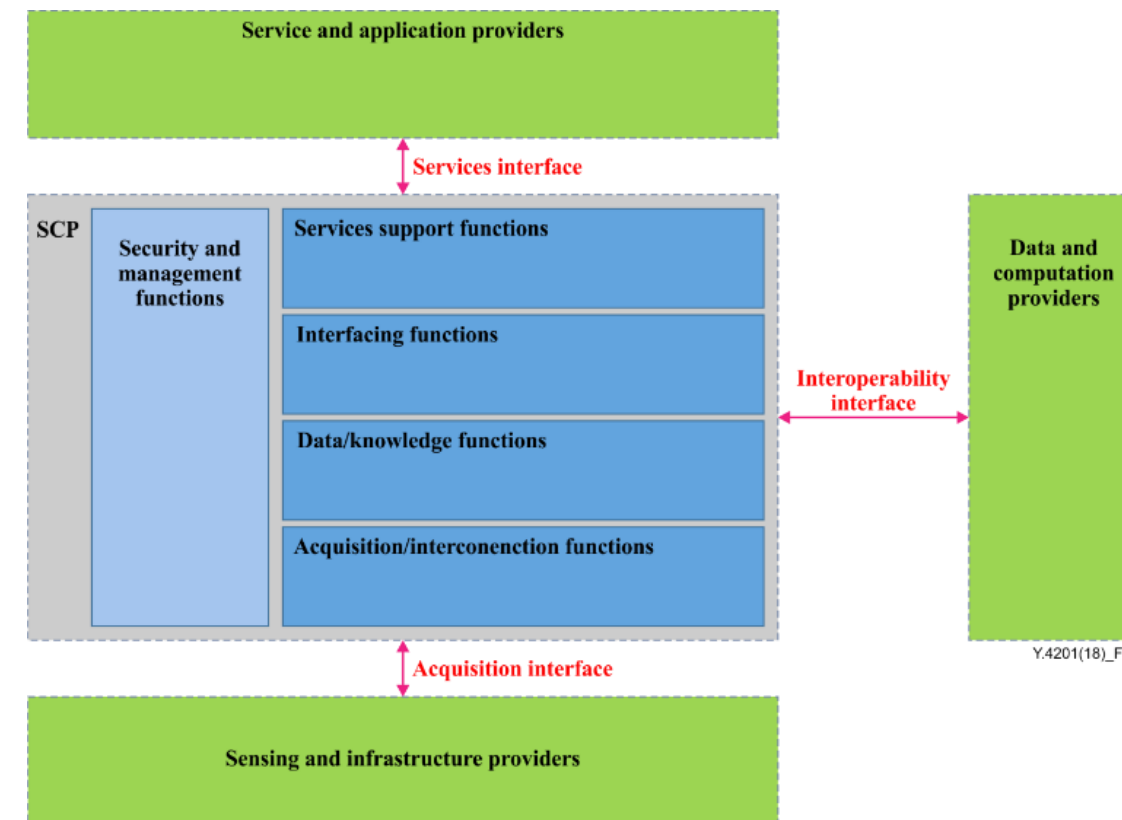 Service and application providers
Services interface
SCP
Security and
management
functions
Services support functions
Interfacing functions
Data/knowledge functions
Acquisition/interconenction functions
Data and
computation
providers
Interoperability
interface
Y.4201(18)_F
Acquisition interface
Sensing and infrastructure providers